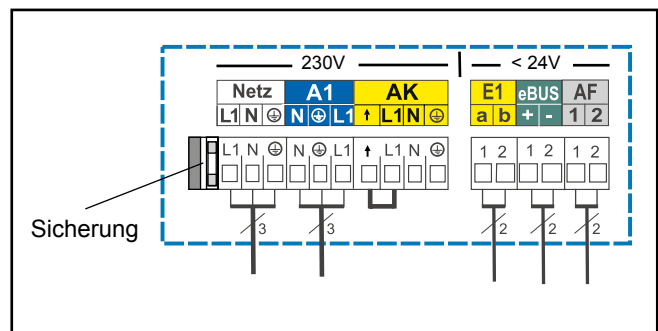 230V < 24V
Netz A1 AK E1 eBUS AF
L1 N ⏚ N ⏚ L1 ↑ L1 N ⏚ a b + - 1 2
L1 N ⏚ N ⏚ L1 ↑ L1 N ⏚ 1 2 1 2 1 2
Sicherung
3 3 2 2 2